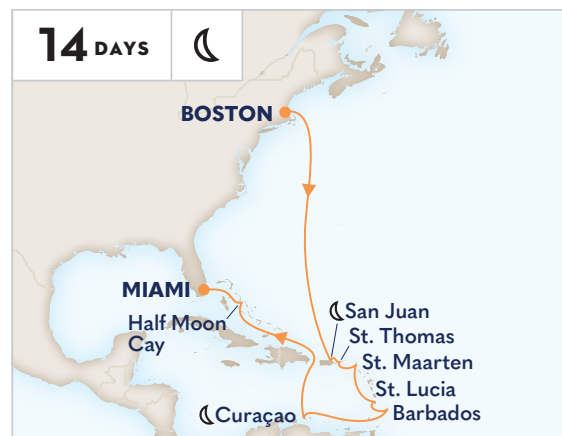 14 DAYS
BOSTON
MIAMI
Half Moon
Cay
San Juan
St. Thomas
St. Maarten
St. Lucia
Barbados
Curaçao